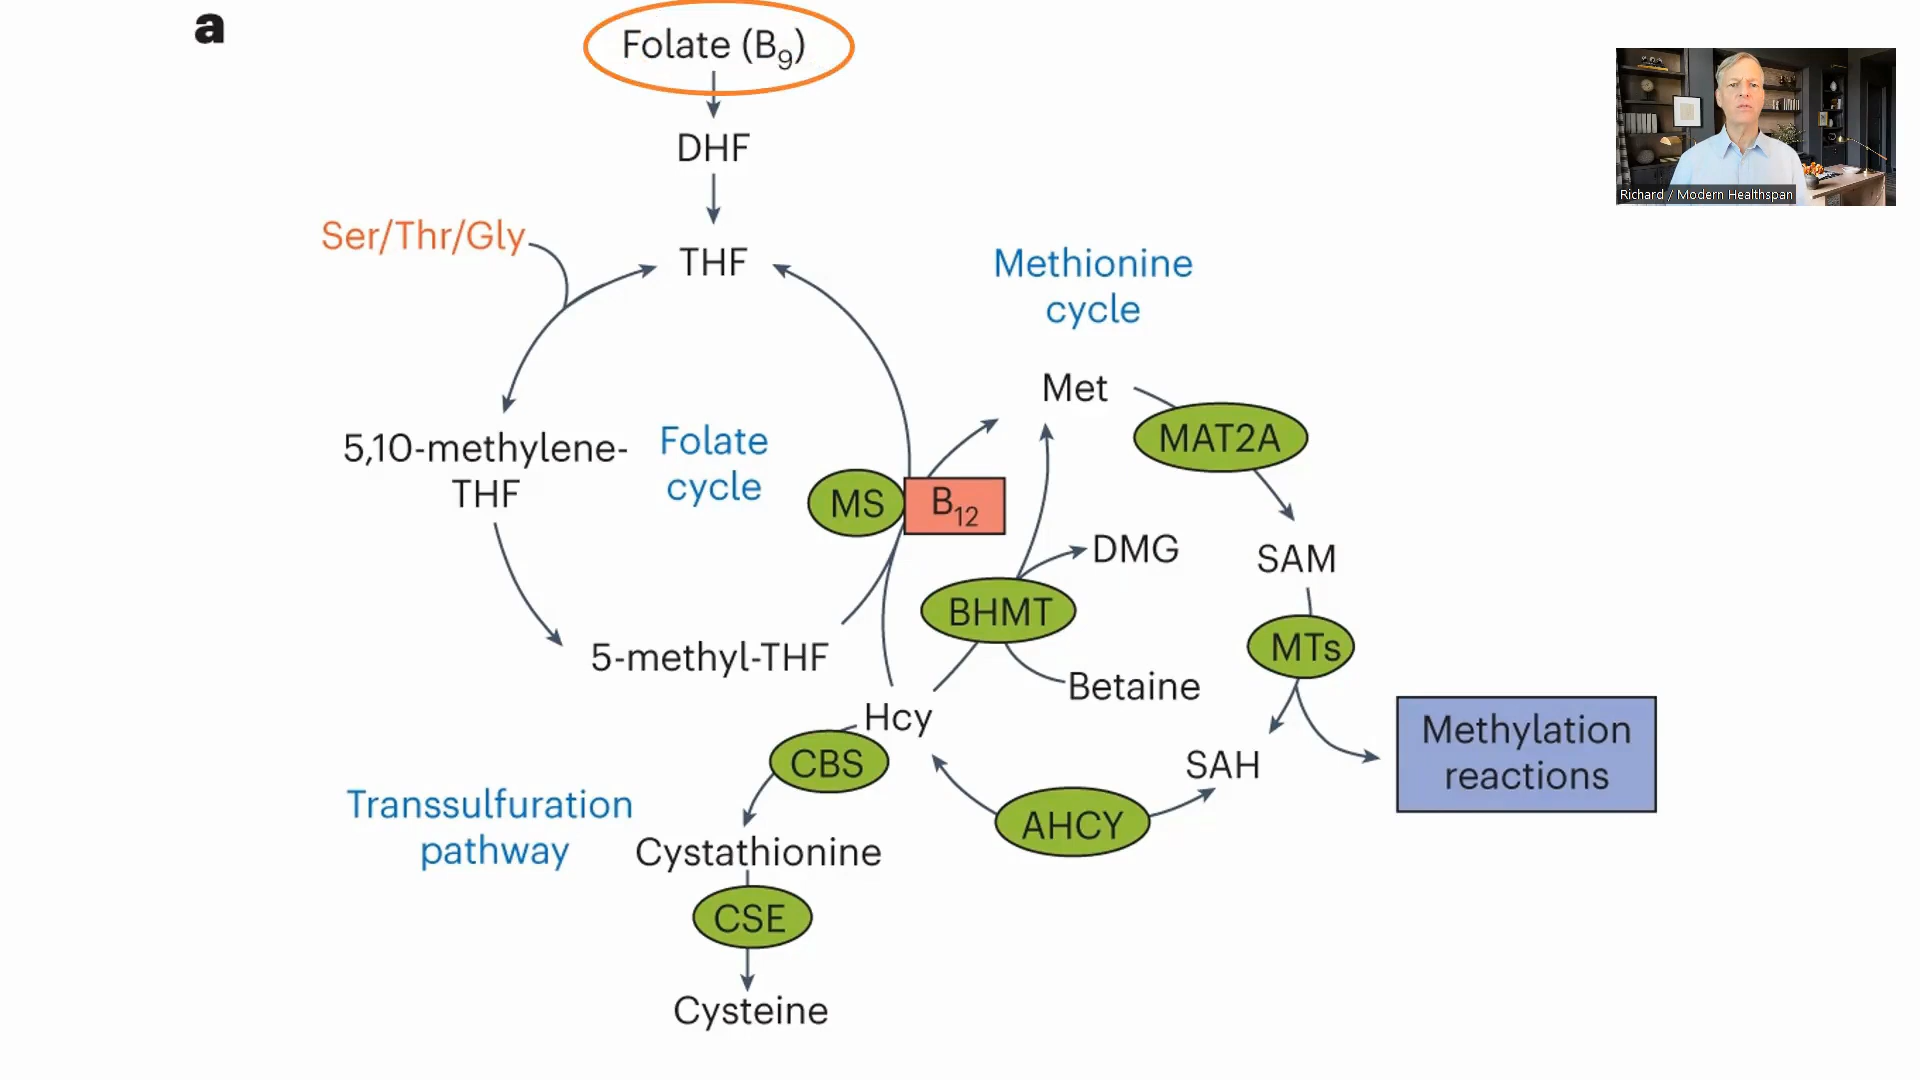 a
Folate (B9)
DHF
Ser/Thr/Gly
THF
Methionine
cycle
Met
MAT2A
5,10-methylene-
THF
Folate
cycle
MS
B12
DMG
SAM
BHMT
MTs
5-methyl-THF
Betaine
Hcy
CBS
SAH
Methylation
reactions
Transsulfuration
pathway
AHCY
Cystathionine
CSE
Cysteine
Richard / Modern Healthspan